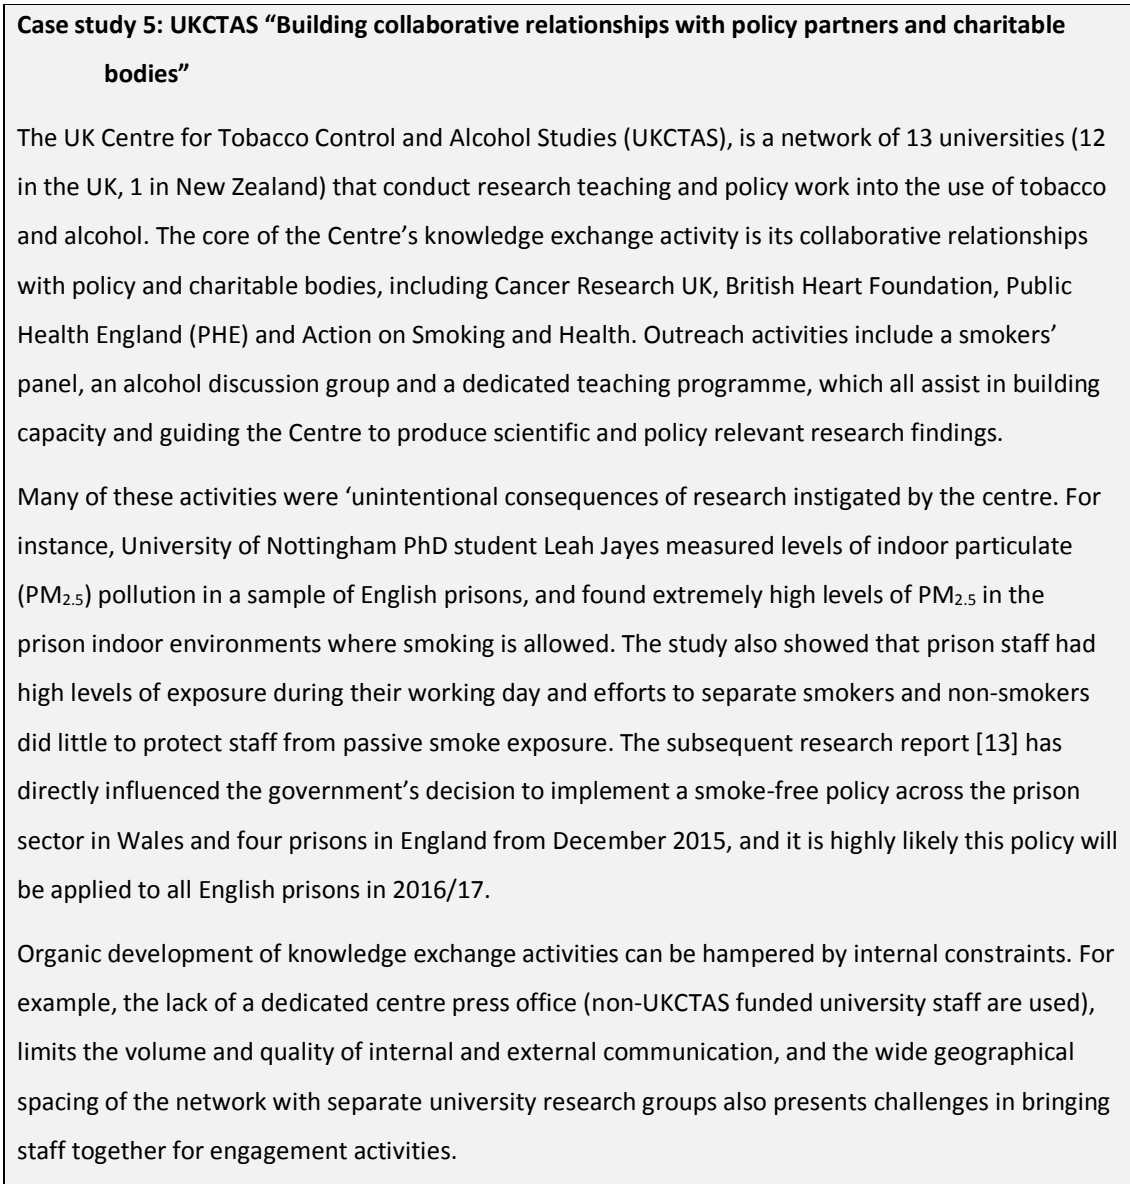 Case study 5: UKCTAS “Building collaborative relationships with policy partners and charitable
bodies”
The UK Centre for Tobacco Control and Alcohol Studies (UKCTAS), is a network of 13 universities (12
in the UK, 1 in New Zealand) that conduct research teaching and policy work into the use of tobacco
and alcohol. The core of the Centre’s knowledge exchange activity is its collaborative relationships
with policy and charitable bodies, including Cancer Research UK, British Heart Foundation, Public
Health England (PHE) and Action on Smoking and Health. Outreach activities include a smokers’
panel, an alcohol discussion group and a dedicated teaching programme, which all assist in building
capacity and guiding the Centre to produce scientific and policy relevant research findings.
Many of these activities were ‘unintentional consequences of research instigated by the centre. For
instance, University of Nottingham PhD student Leah Jayes measured levels of indoor particulate
(PM2.5) pollution in a sample of English prisons, and found extremely high levels of PM2.5 in the
prison indoor environments where smoking is allowed. The study also showed that prison staff had
high levels of exposure during their working day and efforts to separate smokers and non-smokers
did little to protect staff from passive smoke exposure. The subsequent research report [13] has
directly influenced the government’s decision to implement a smoke-free policy across the prison
sector in Wales and four prisons in England from December 2015, and it is highly likely this policy will
be applied to all English prisons in 2016/17.
Organic development of knowledge exchange activities can be hampered by internal constraints. For
example, the lack of a dedicated centre press office (non-UKCTAS funded university staff are used),
limits the volume and quality of internal and external communication, and the wide geographical
spacing of the network with separate university research groups also presents challenges in bringing
staff together for engagement activities.